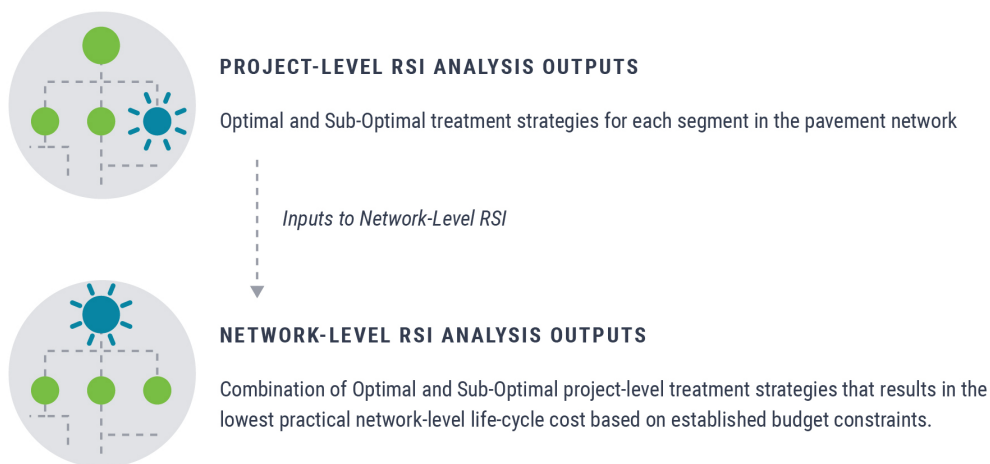 PROJECT-LEVEL RSI ANALYSIS OUTPUTS
Optimal and Sub-Optimal treatment strategies for each segment in the pavement network
Inputs to Network-Level RSI
NETWORK-LEVEL RSI ANALYSIS OUTPUTS
Combination of Optimal and Sub-Optimal project-level treatment strategies that results in the
lowest practical network-level life-cycle cost based on established budget constraints.